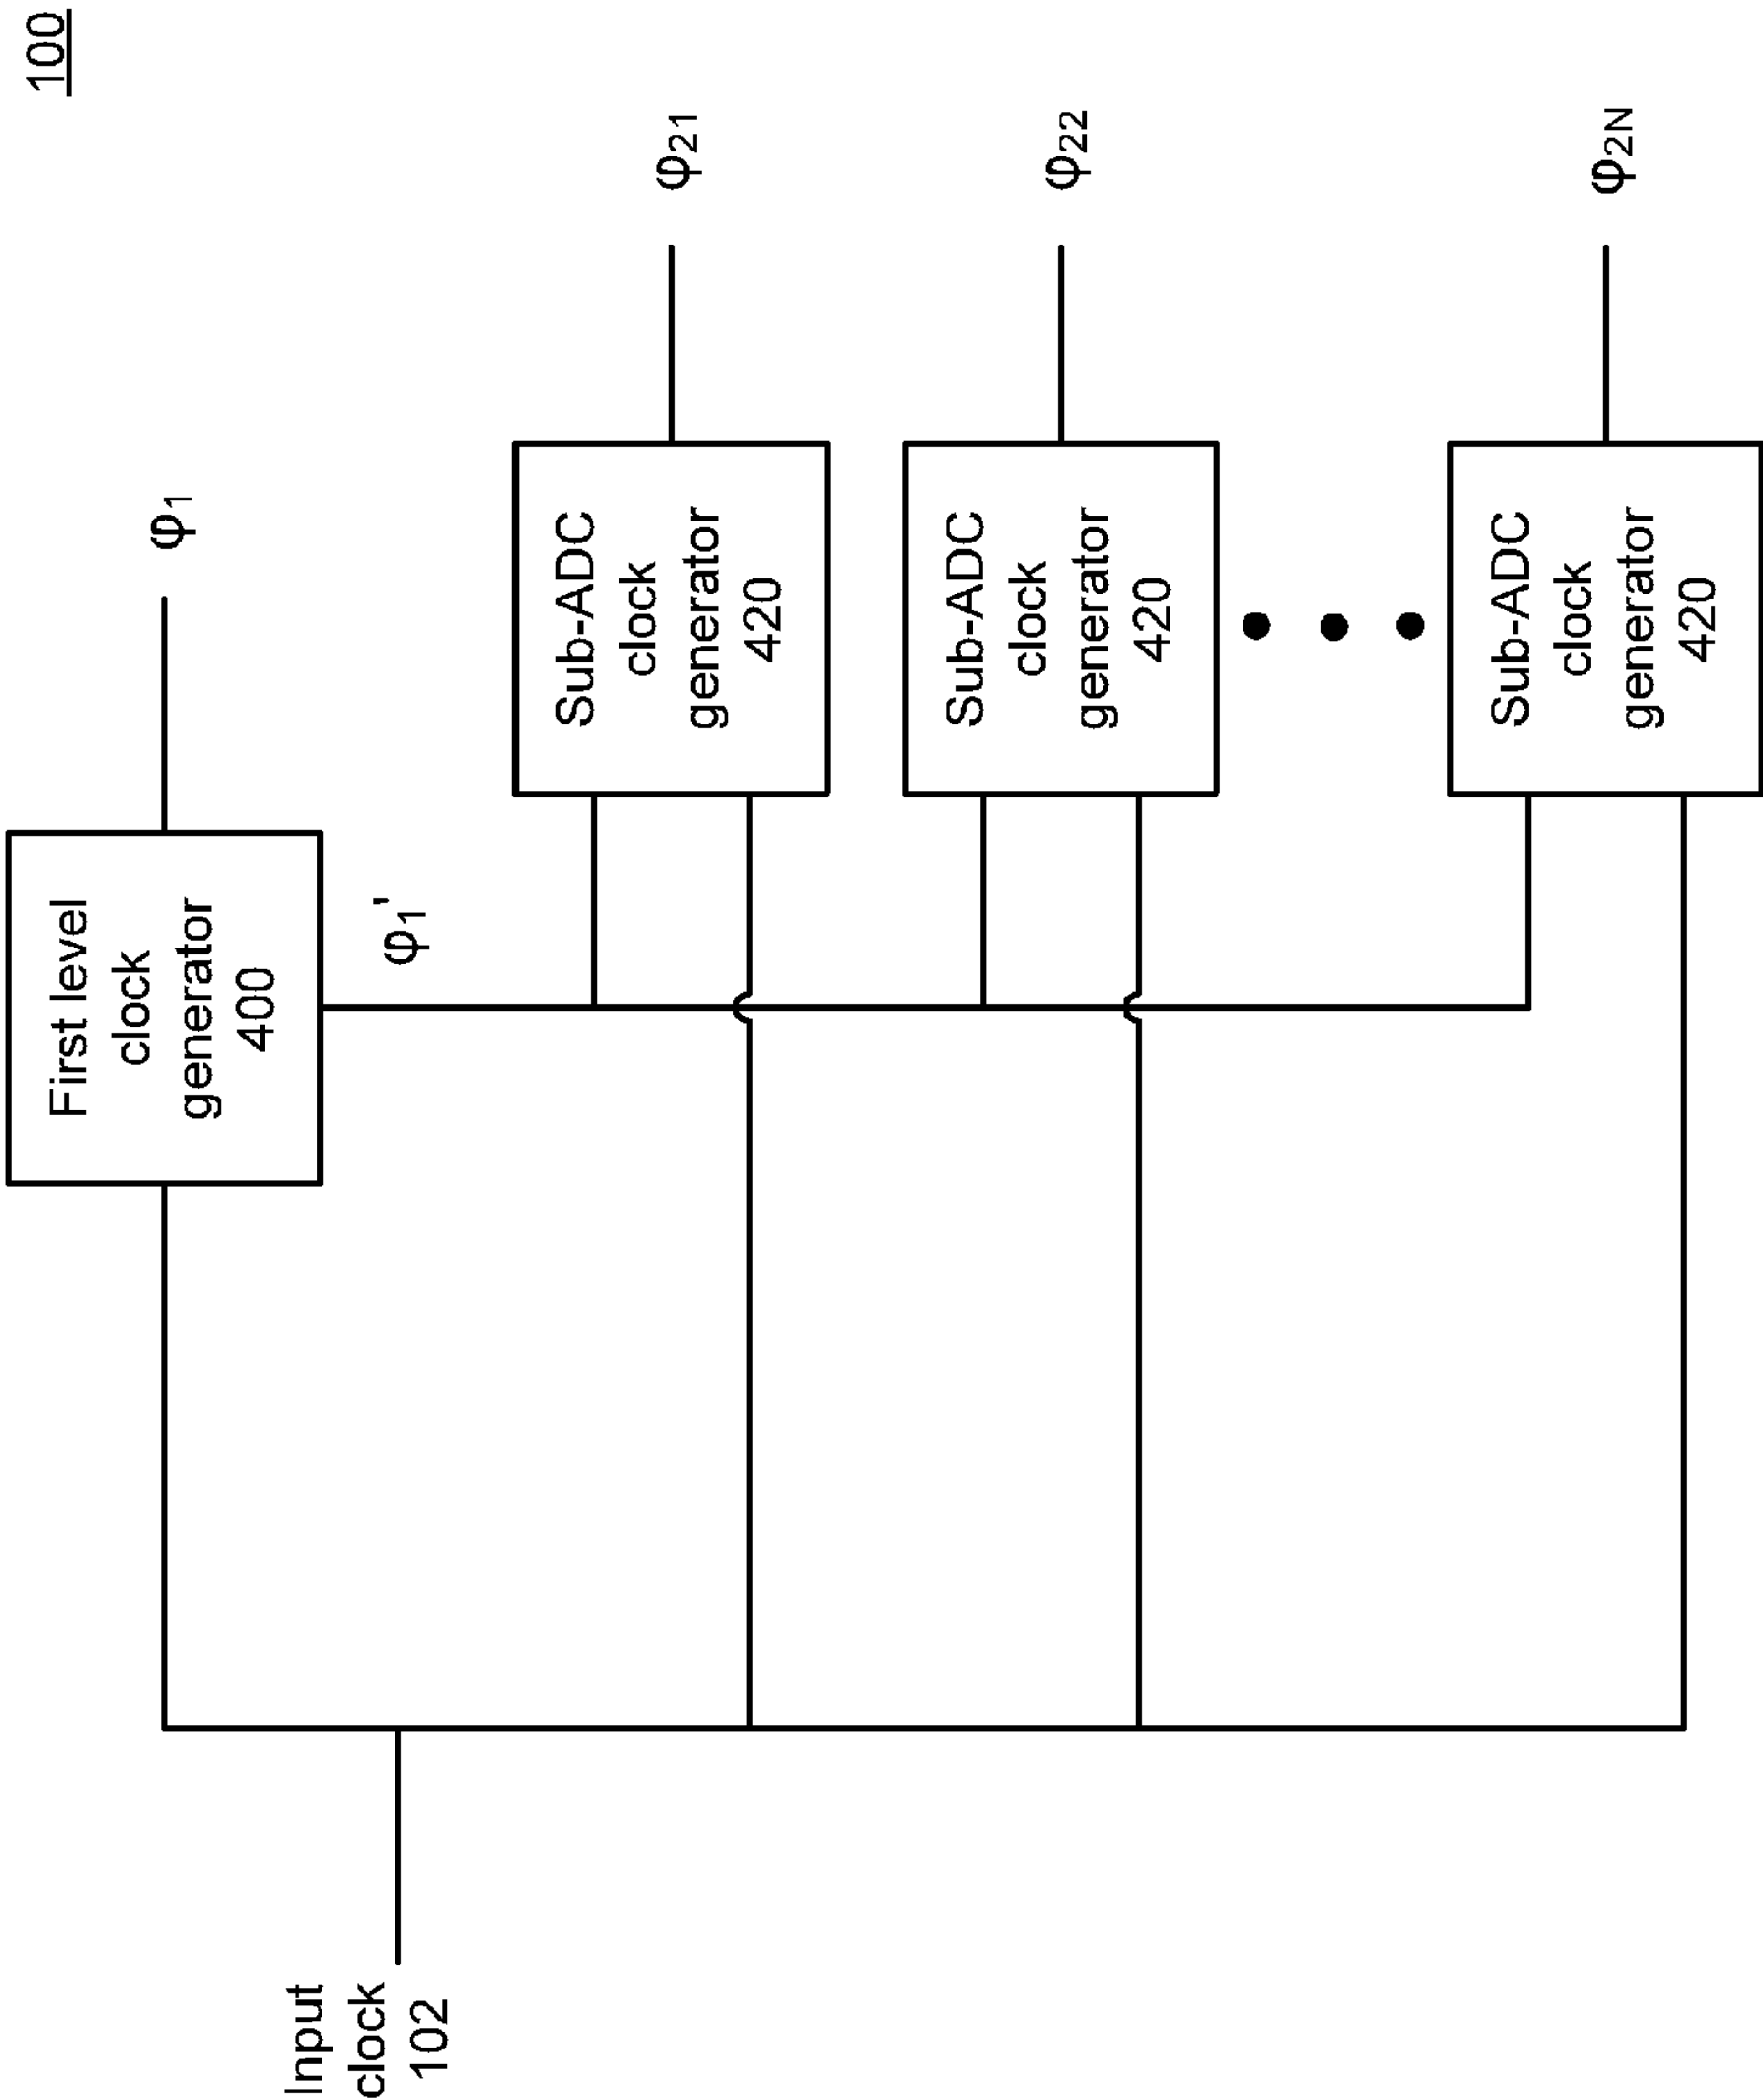 100
First level
clock
generator
400
φ1
φ1'
Input
clock
102
Sub-ADC
clock
generator
420
φ21
Sub-ADC
clock
generator
420
φ22
Sub-ADC
clock
generator
420
φ2N